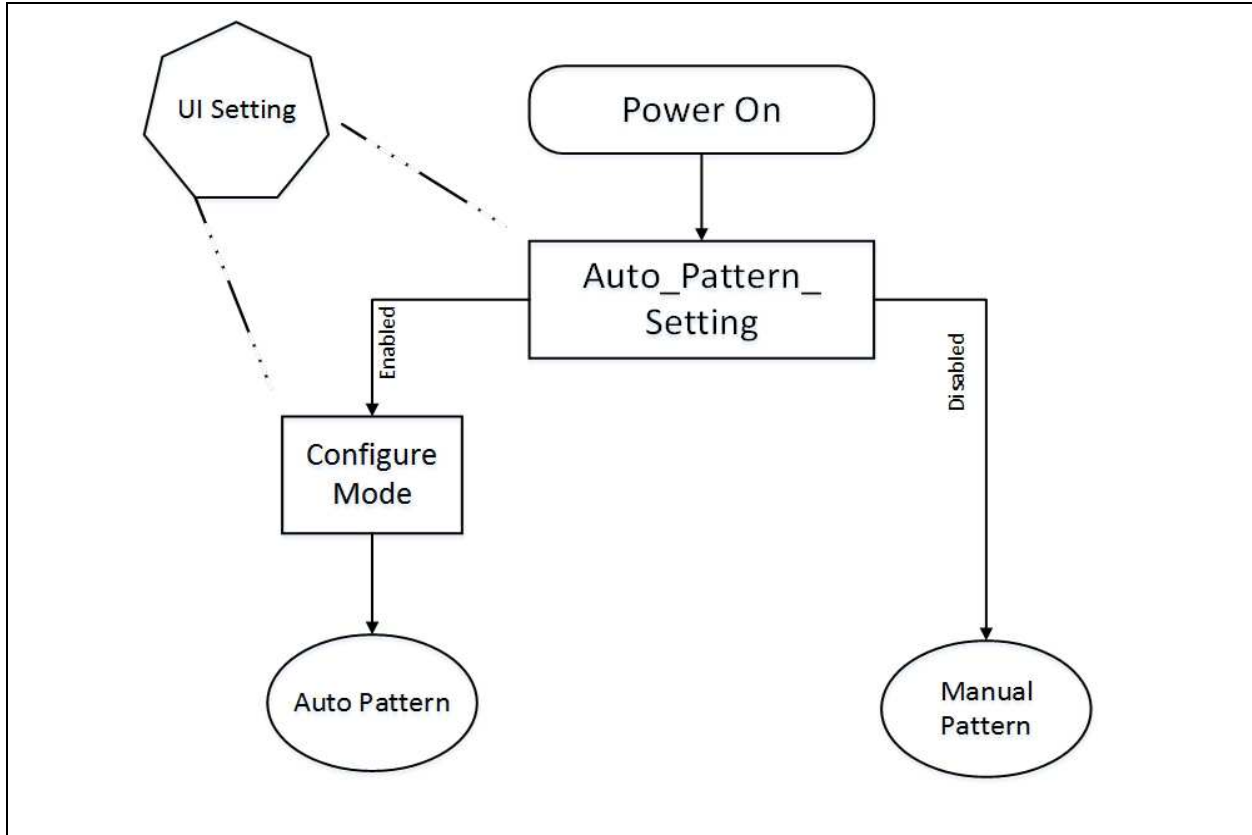 UI Setting
Power On
Auto_Pattern_
Setting
Enabled
Disabled
Configure
Mode
Auto Pattern
Manual
Pattern